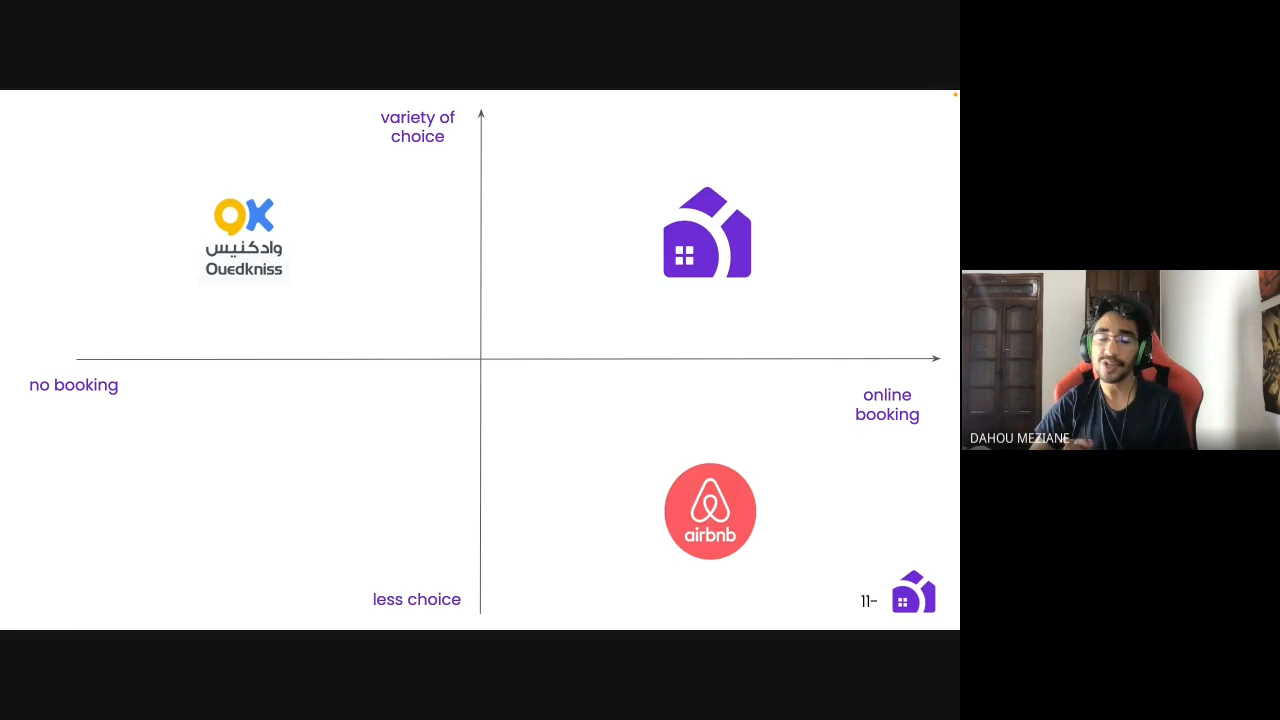 variety of
choice
OK
وادكنيس
Ouedkniss
no booking
online
booking
airbnb
less choice
11-
DAHOU MEZIANE